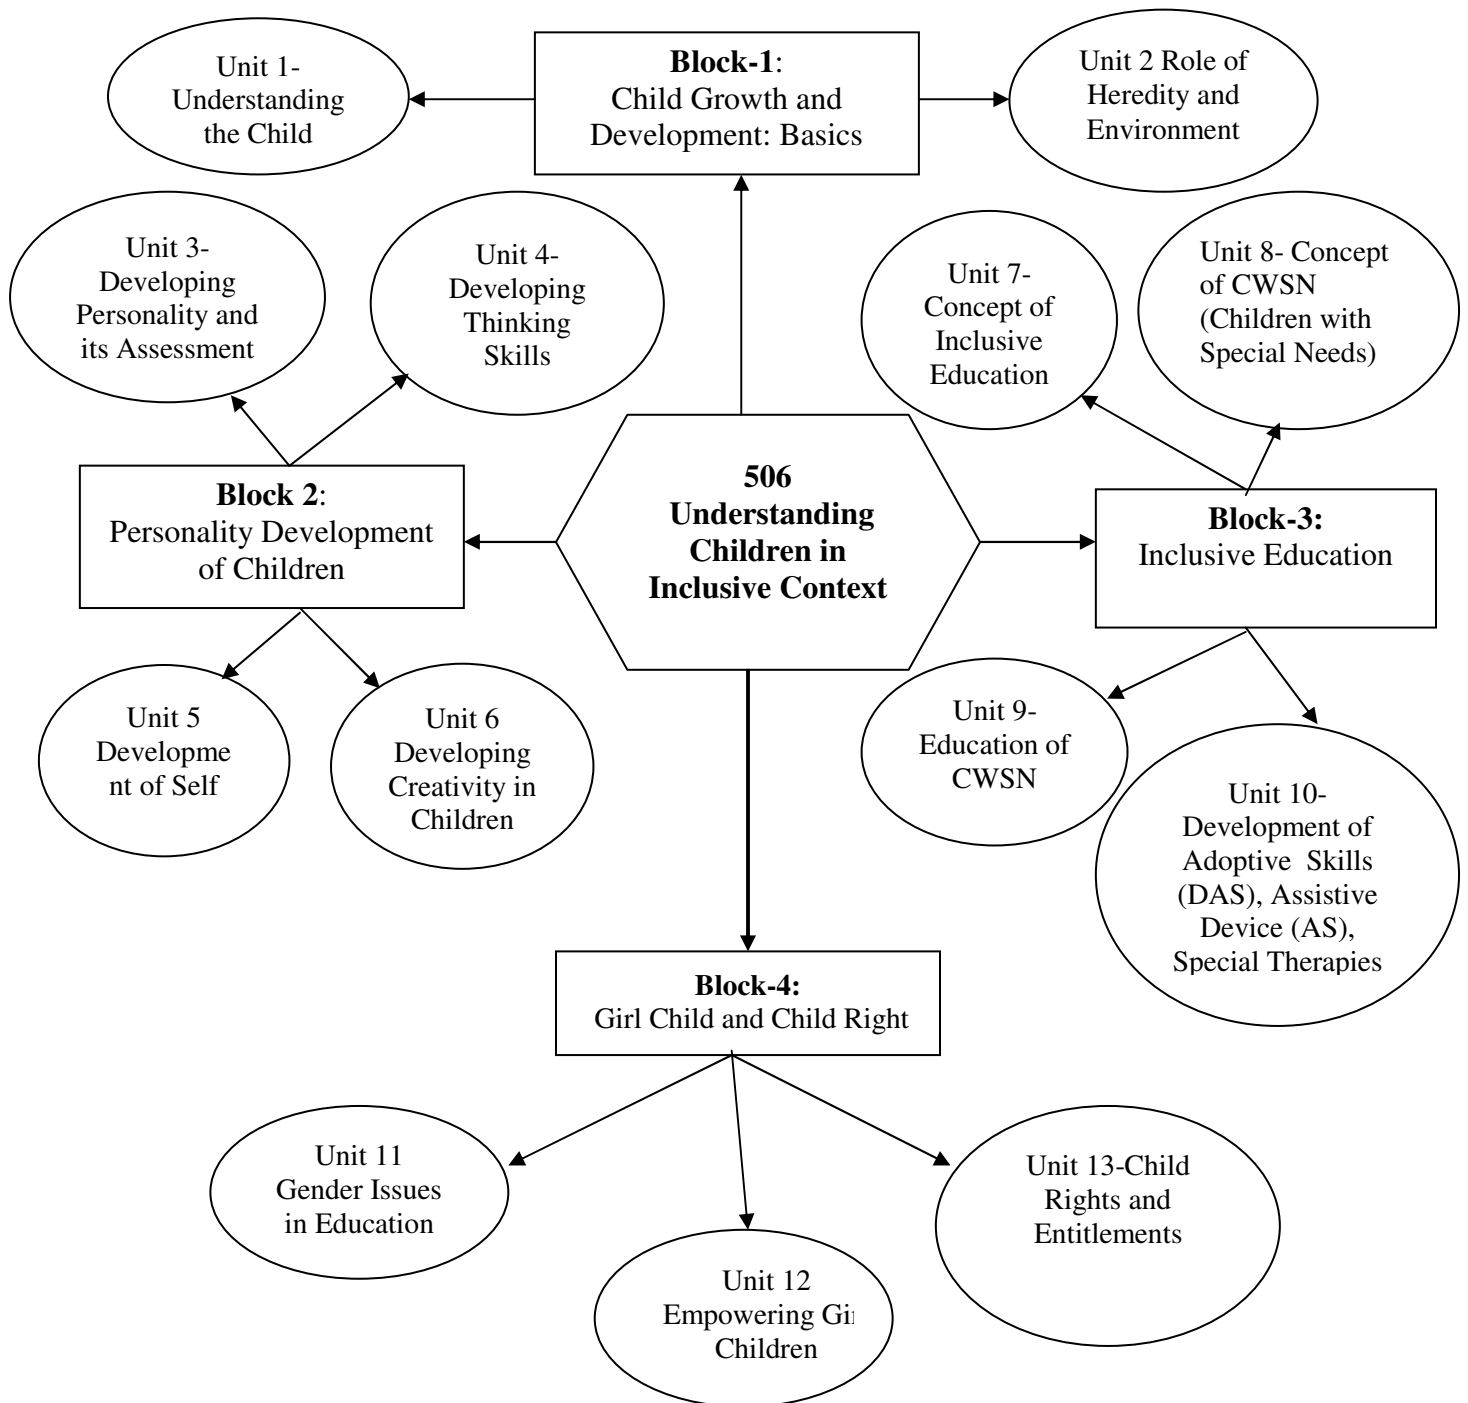 Unit 1-
Understanding
the Child
Block-1:
Child Growth and
Development: Basics
Unit 2 Role of
Heredity and
Environment
Unit 3-
Developing
Personality and
its Assessment
Unit 4-
Developing
Thinking
Skills
Unit 7-
Concept of
Inclusive
Education
Unit 8- Concept
of CWSN
(Children with
Special Needs)
Block 2:
Personality Development
of Children
506
Understanding
Children in
Inclusive Context
Block-3:
Inclusive Education
Unit 5
Developme
nt of Self
Unit 6
Developing
Creativity in
Children
Unit 9-
Education of
CWSN
Unit 10-
Development of
Adoptive Skills
(DAS), Assistive
Device (AS),
Special Therapies
Block-4:
Girl Child and Child Right
Unit 11
Gender Issues
in Education
Unit 12
Empowering
Children
Unit 13-Child
Rights and
Entitlements